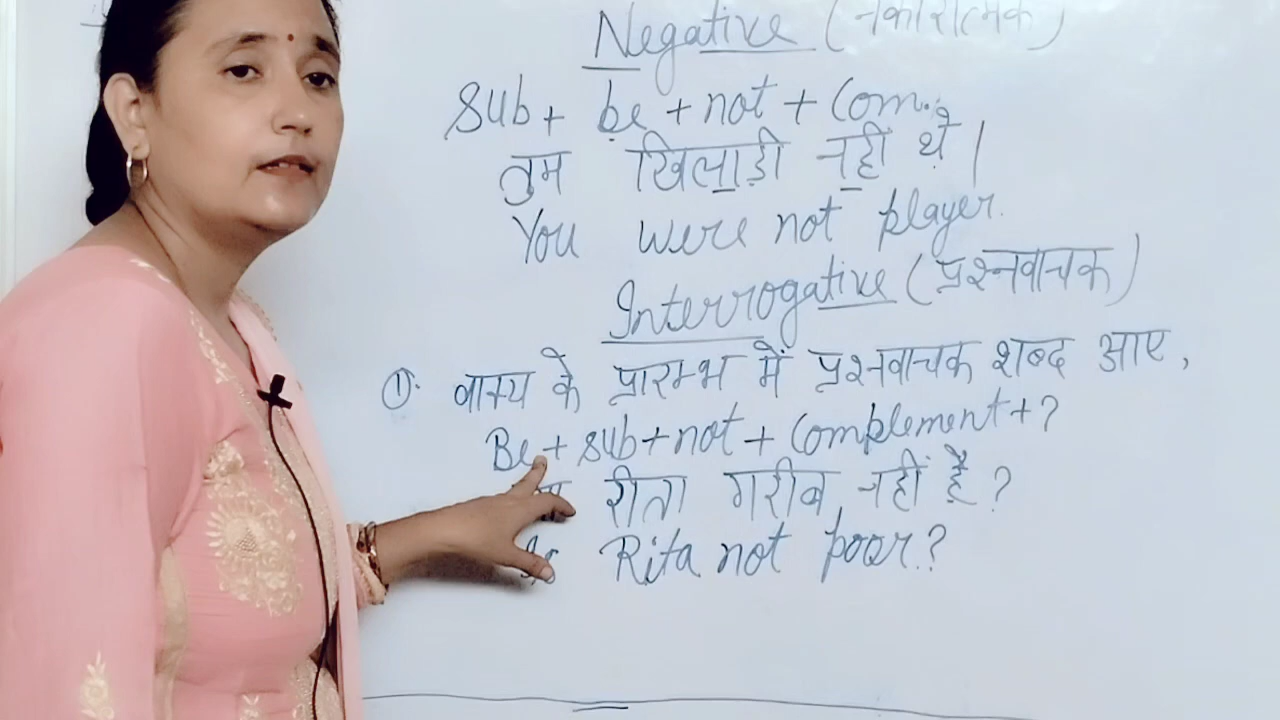 Negative (नकारात्मक)
Sub + be + not + Com.
तुम खिलाड़ी नहीं थे।
You were not player.
Interrogative (प्रश्नवाचक)
①. वाक्य के प्रारम्भ में प्रश्नवाचक शब्द आए,
Be + sub + not + Complement + ?
रीता गरीब नहीं है ?
Is Rita not poor ?